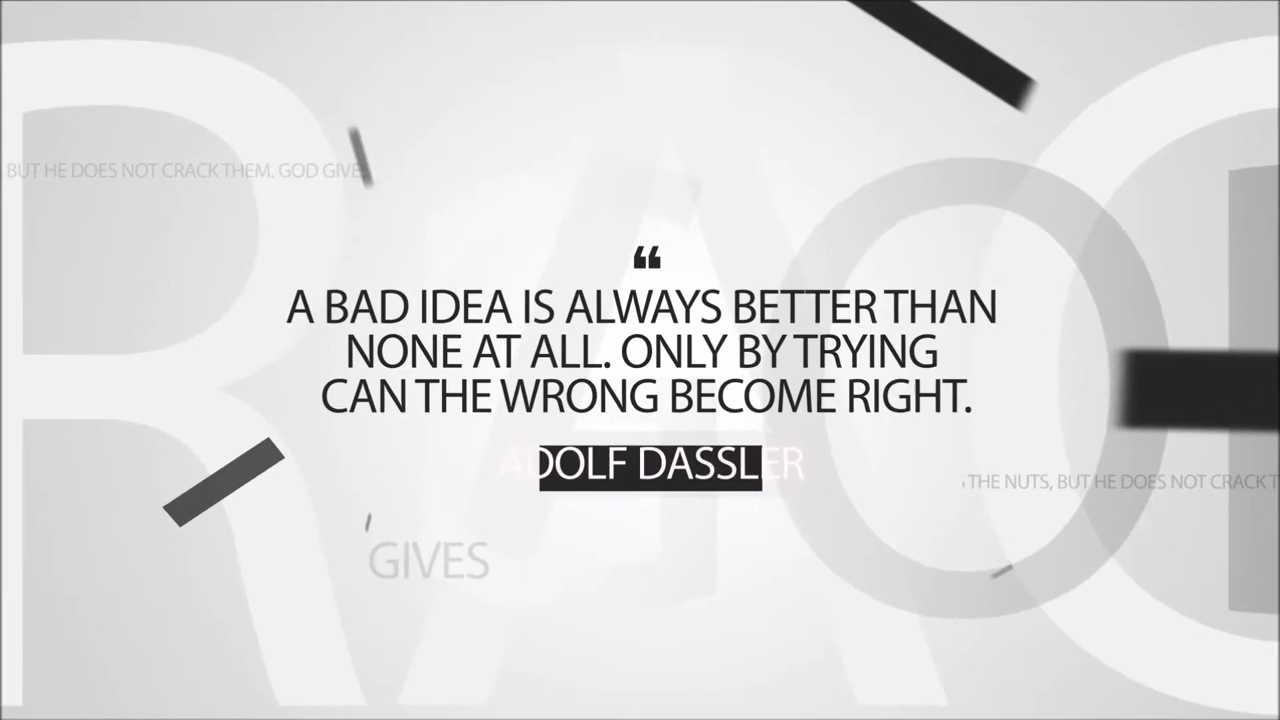 BUT HE DOES NOT CRACK THEM. GOD GIVES
❝
A BAD IDEA IS ALWAYS BETTER THAN
NONE AT ALL. ONLY BY TRYING
CAN THE WRONG BECOME RIGHT.
ADOLF DASSLER
THE NUTS, BUT HE DOES NOT CRACK T
GIVES